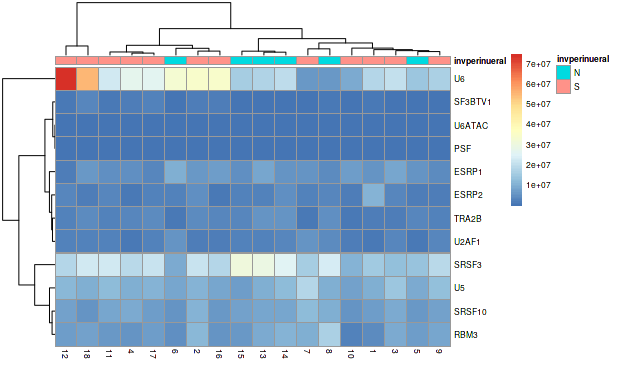 invperinueral
U6
SF3BTV1
U6ATAC
PSF
ESRP1
ESRP2
TRA2B
U2AF1
SRSF3
U5
SRSF10
RBM3
12 18 11 4 17 6 2 16 15 13 14 7 8 10 1 3 5 9
7e+07
6e+07
5e+07
4e+07
3e+07
2e+07
1e+07
invperinueral
N
S